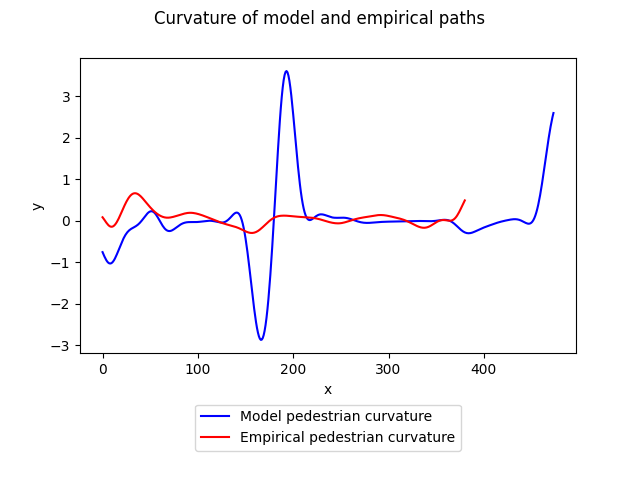 Curvature of model and empirical paths
3
2
1
0
−1
−2
−3
y
0 100 200 300 400
x
Model pedestrian curvature
Empirical pedestrian curvature